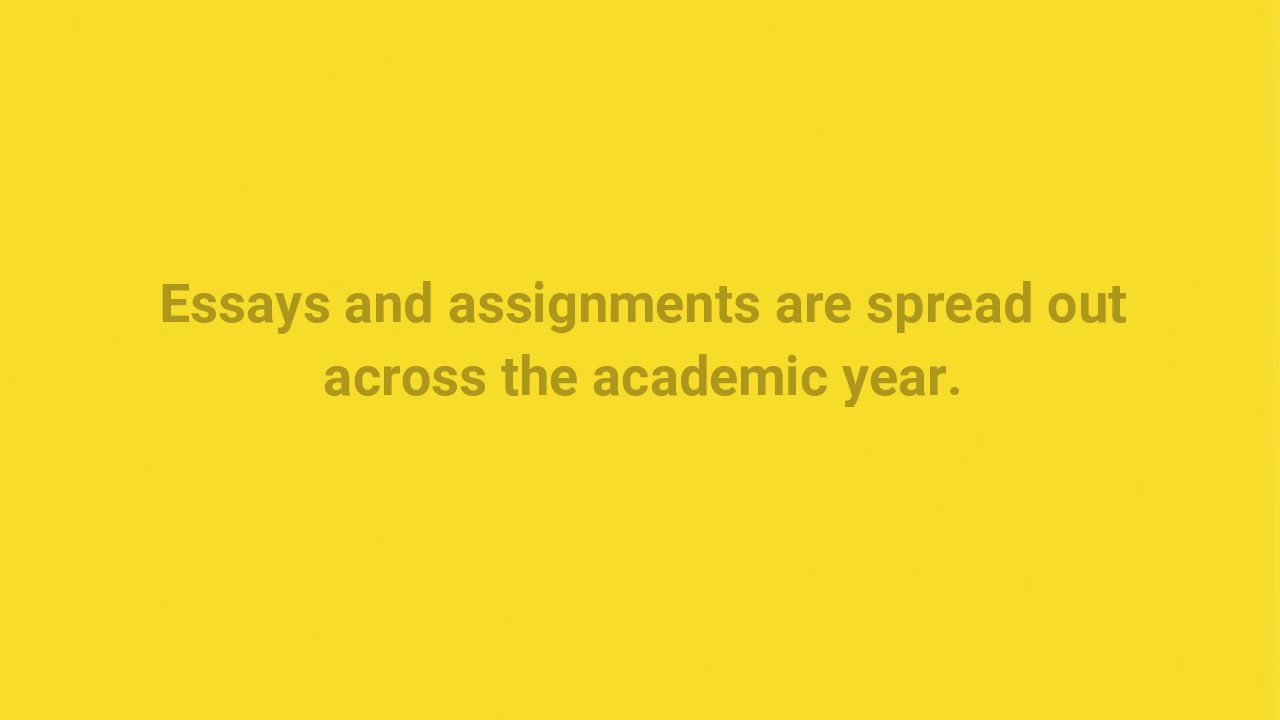 Essays and assignments are spread out
across the academic year.